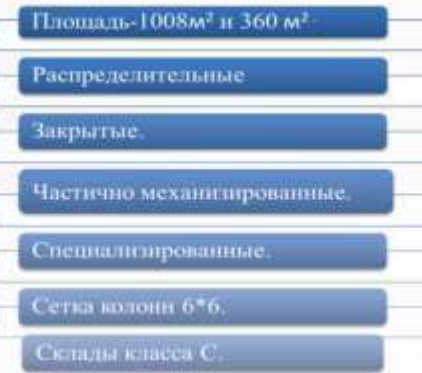 Площадь-1008м² и 360 м²
Распределительные
Закрытые.
Частично механизированные.
Специализированные.
Сетка колонн 6*6.
Склады класса С.